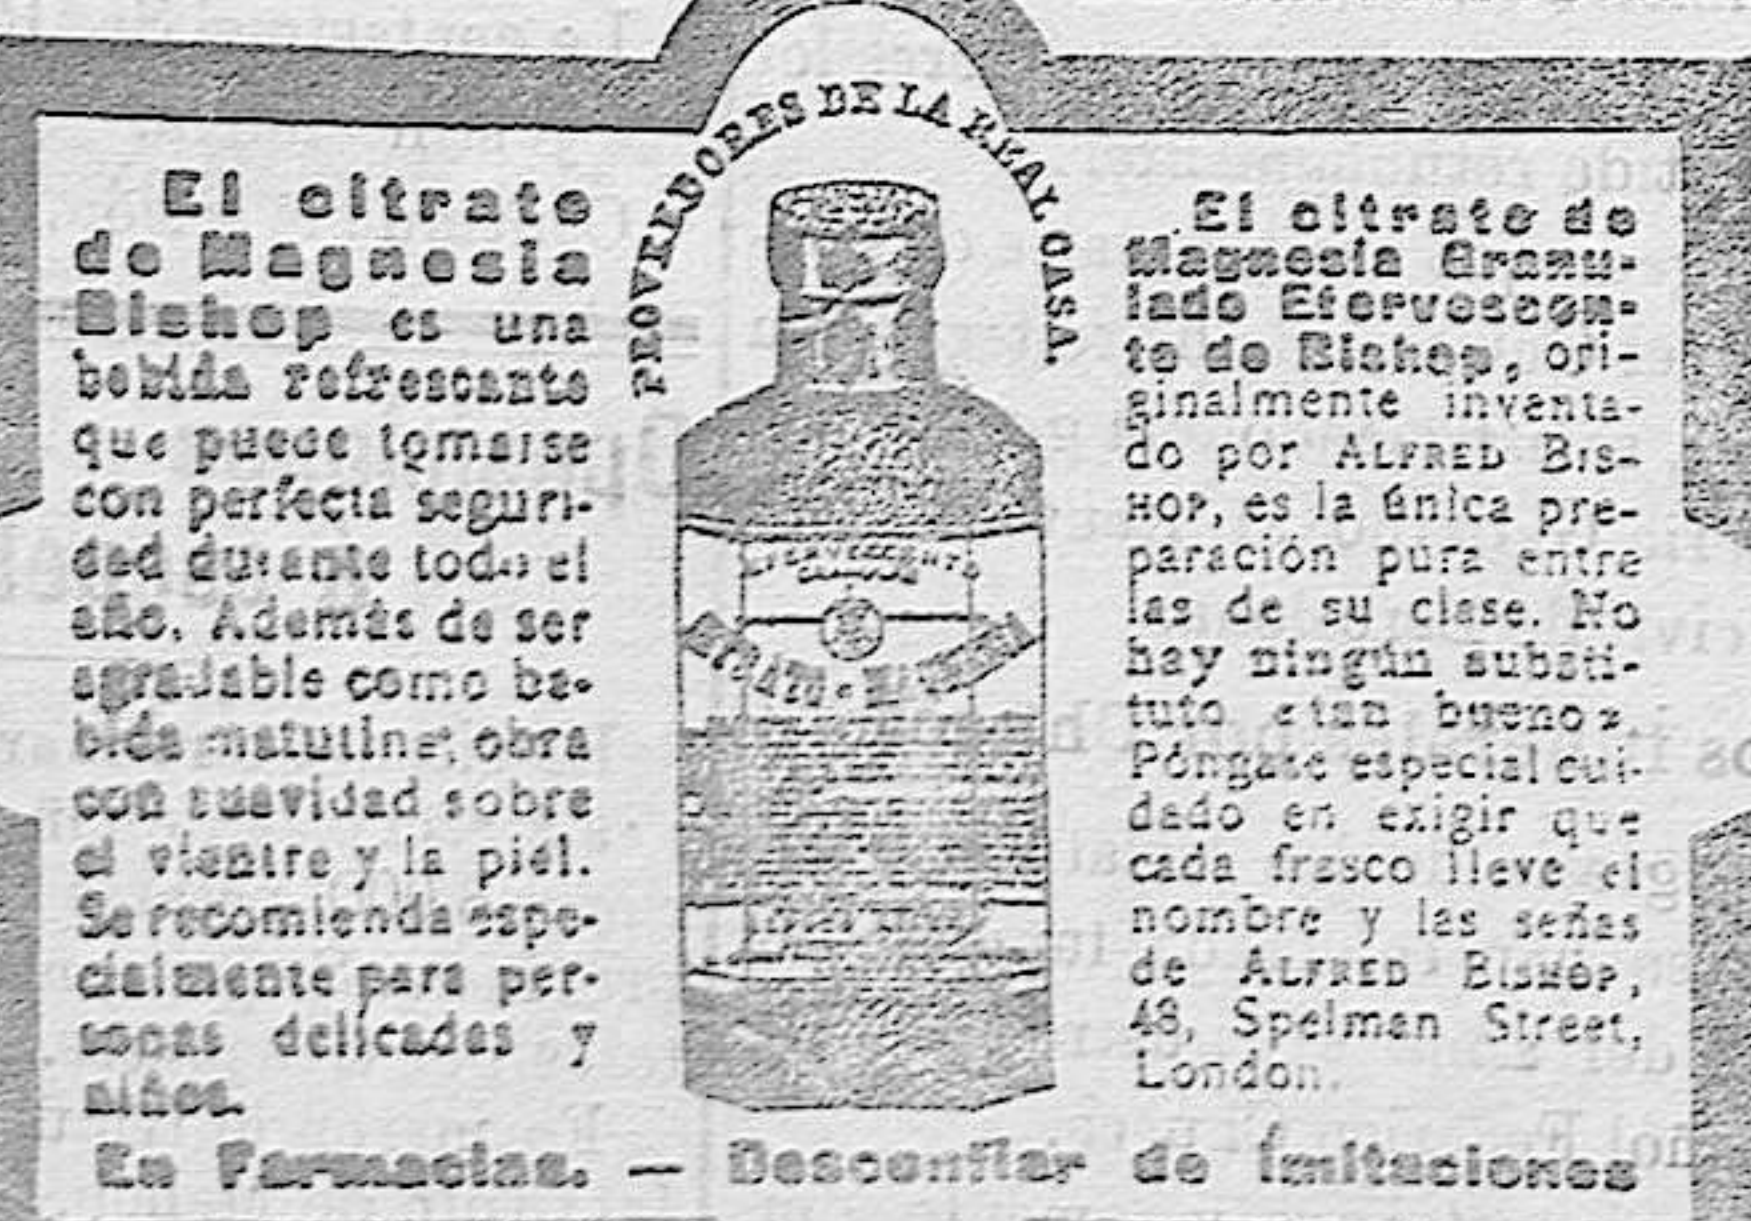 PROVEEDORES DE LA REAL CASA.
El citrato
de Magnesia
Bishop es una
bebida refrescante
que puede tomarse
con perfecta seguri-
dad durante todo el
año. Además de ser
agradable como be-
bida matutina, obra
con suavidad sobre
el vientre y la piel.
Se recomienda espe-
cialmente para per-
sonas delicadas y
niños.
EFERVESCENTE
CITRATO DE MAGNESIA
El citrato de
Magnesia Granu-
lado Efervescen-
te de Bishop, ori-
ginalmente inventa-
do por ALFRED BIS-
HOP, es la única pre-
paración pura entre
las de su clase. No
hay ningún substi-
tuto «tan bueno».
Póngase especial cui-
dado en exigir que
cada frasco lleve el
nombre y las señas
de ALFRED BISHOP,
48, Spelman Street,
London.
En Farmacias. — Desconfiar de imitaciones